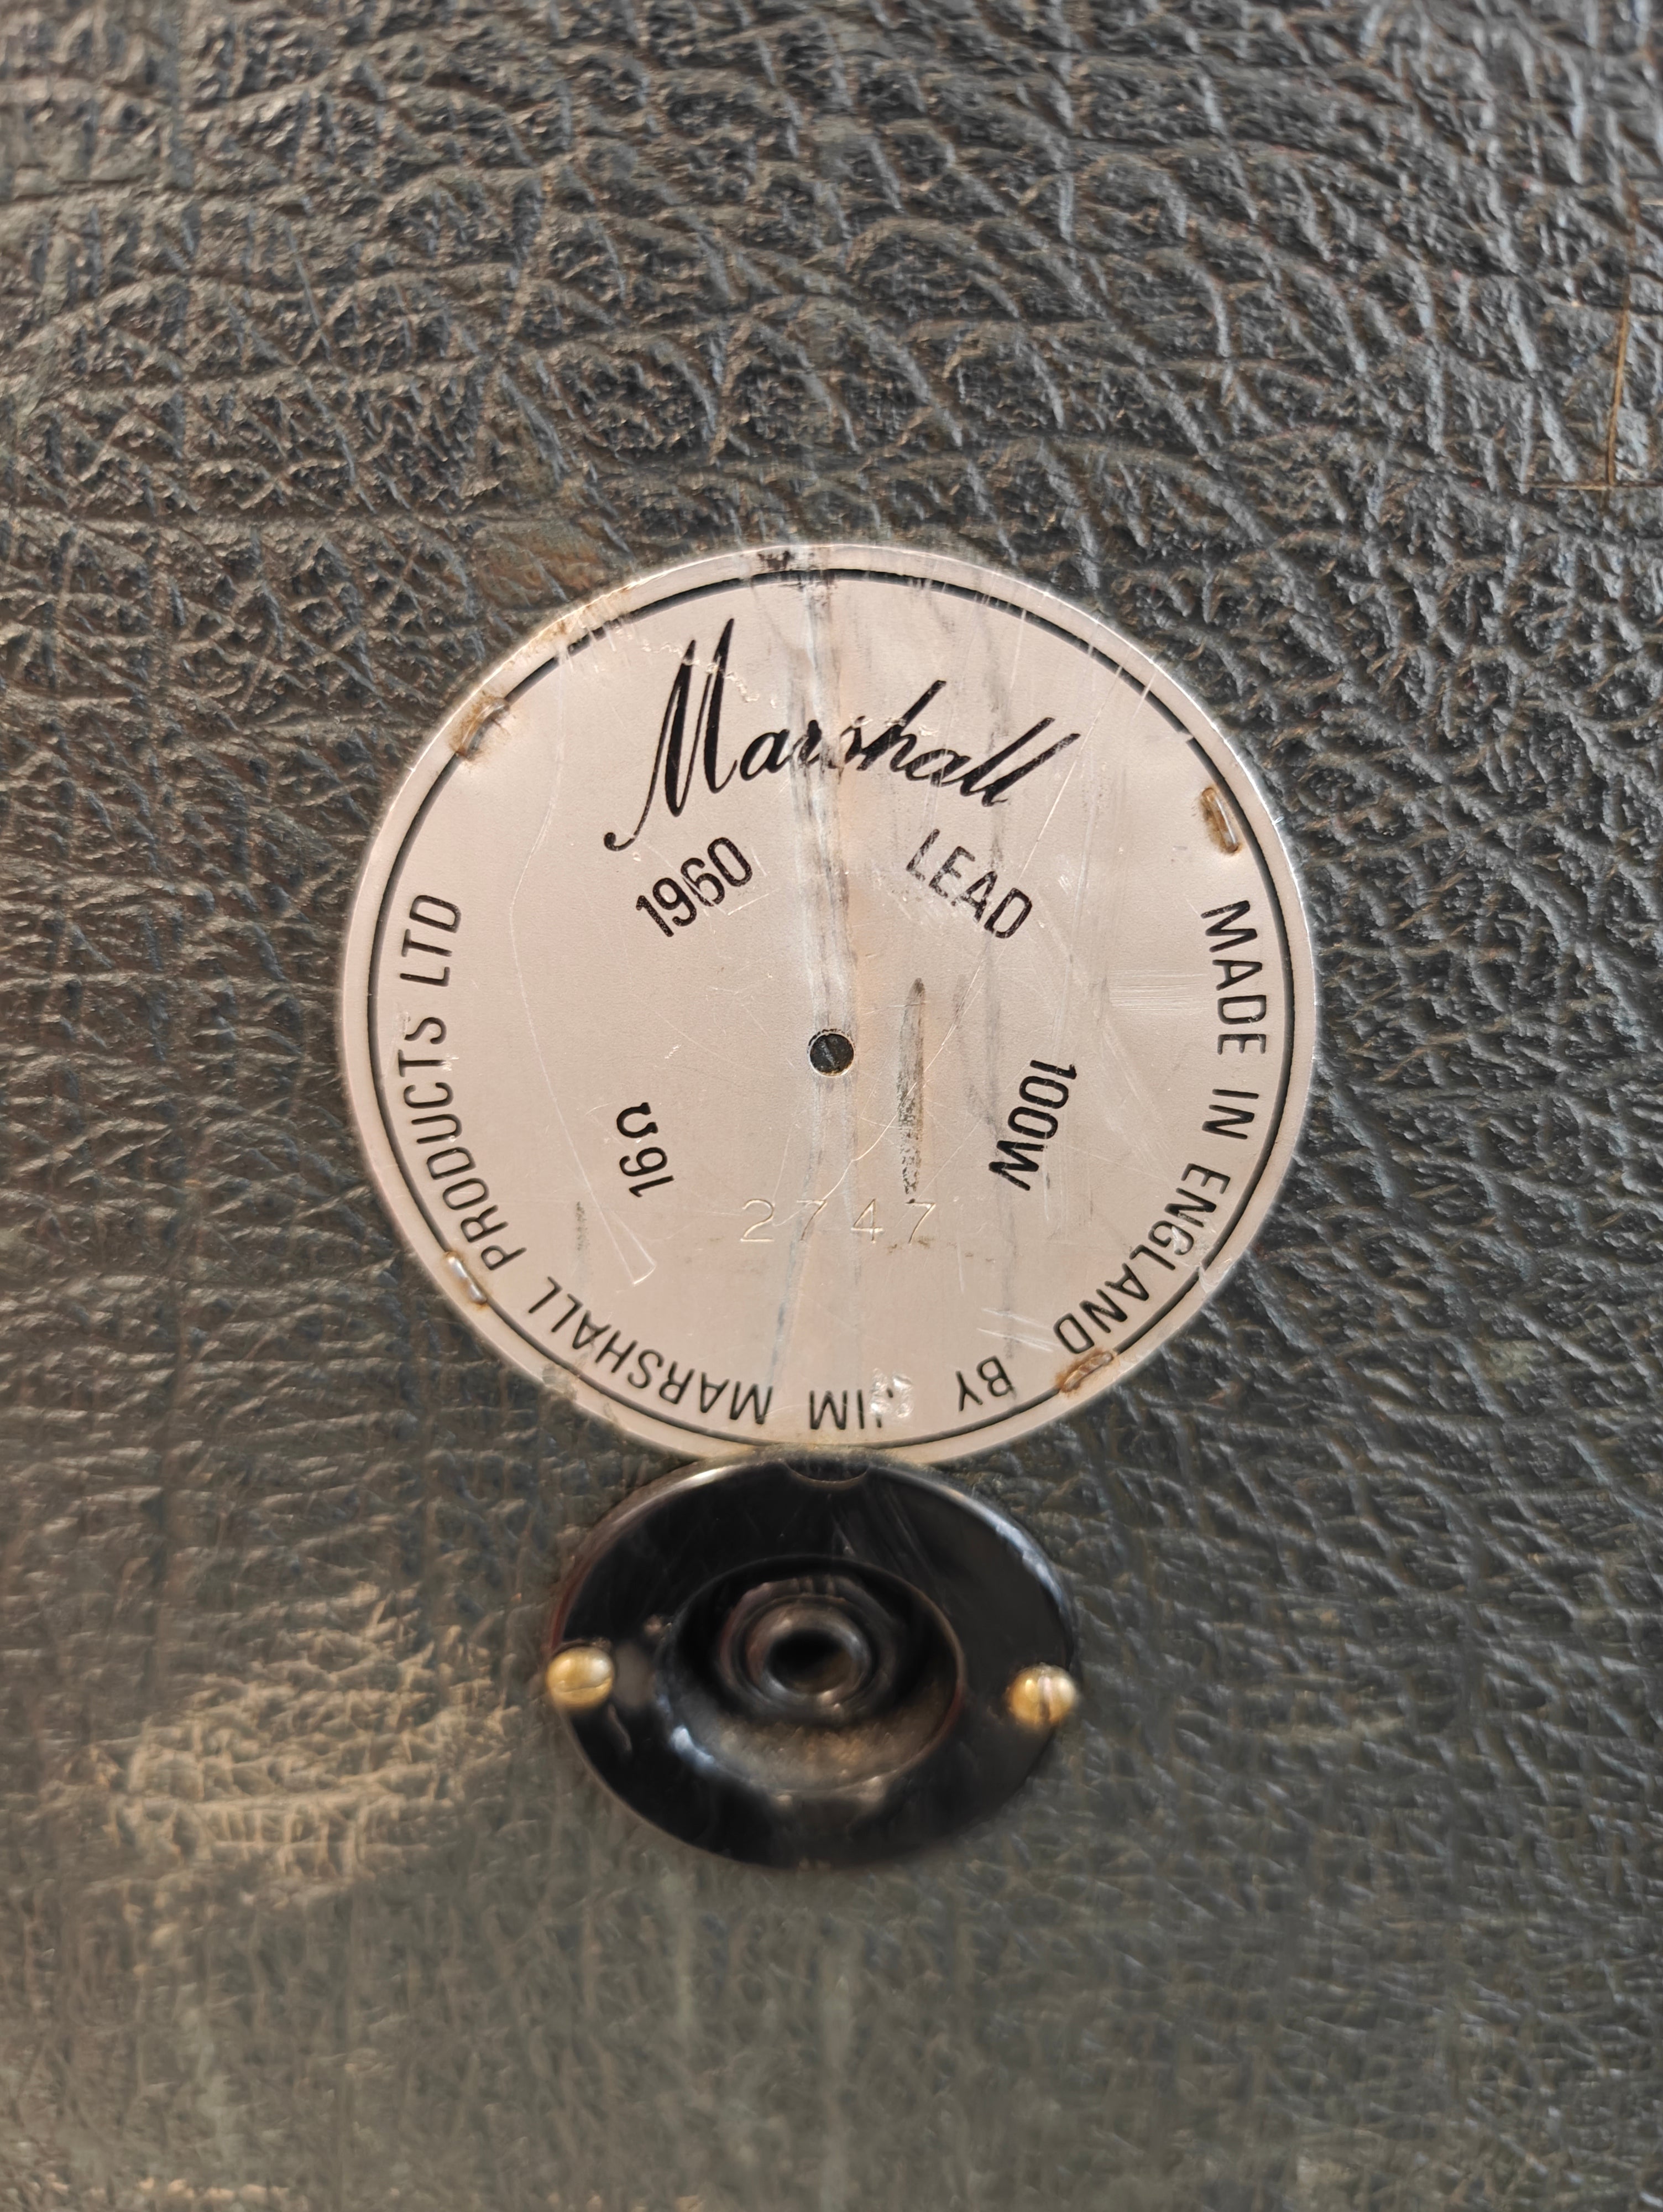 Marshall
1960 LEAD
16Ω 100W
2747
MADE IN ENGLAND BY JIM MARSHALL PRODUCTS LTD